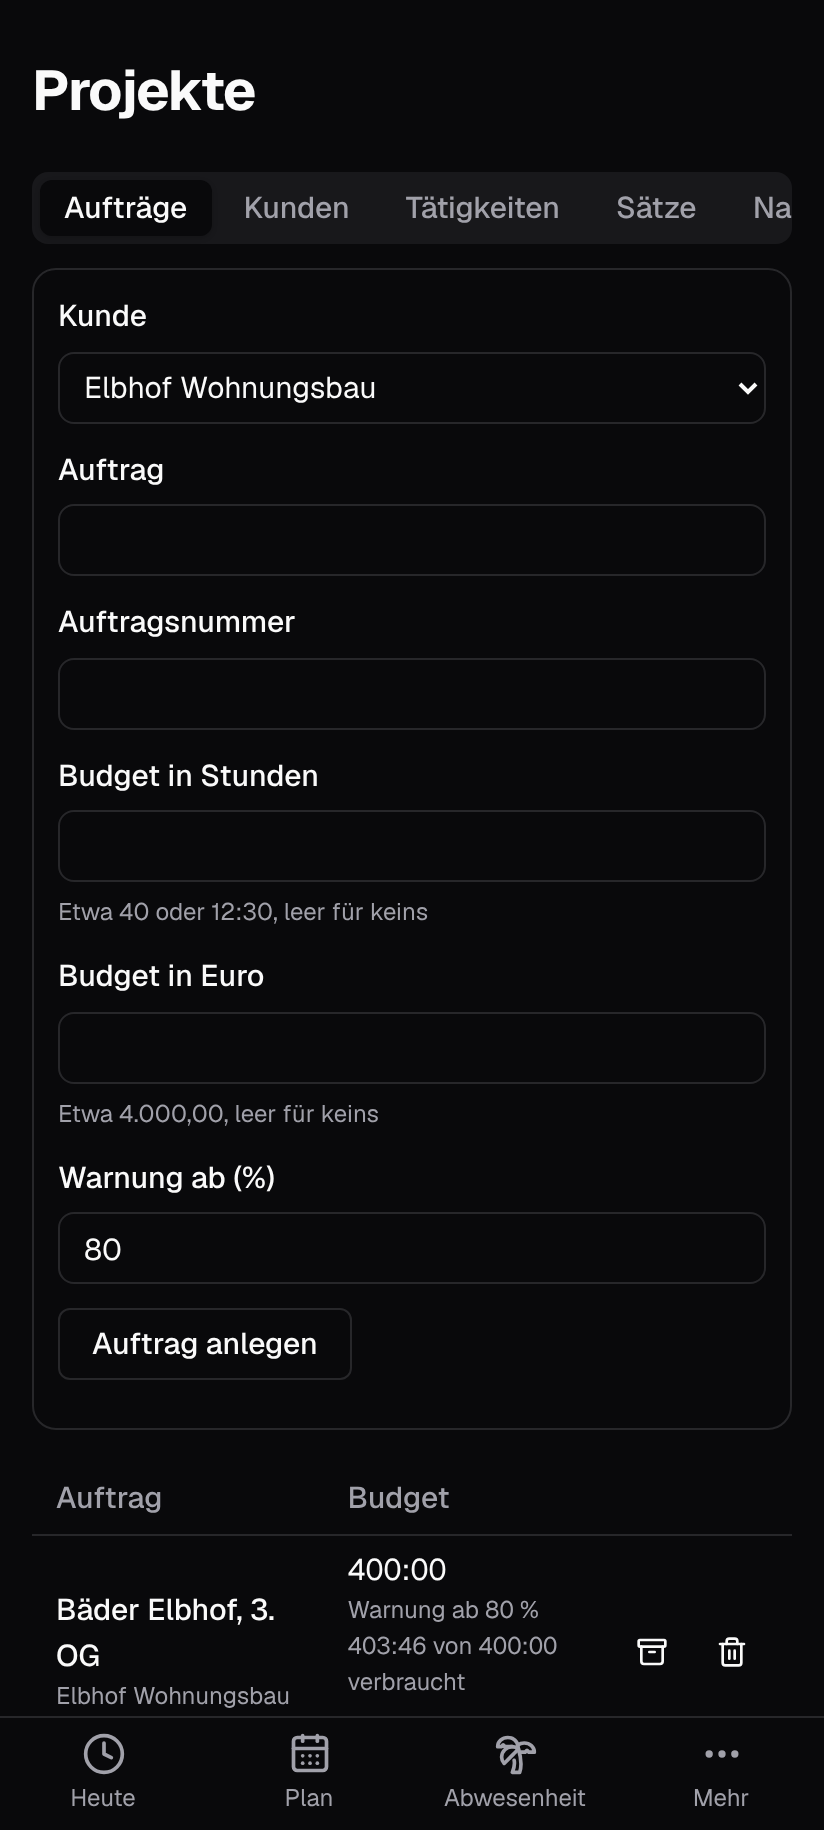 Projekte
Aufträge Kunden Tätigkeiten Sätze Na
Kunde
Elbhof Wohnungsbau
Auftrag
Auftragsnummer
Budget in Stunden
Etwa 40 oder 12:30, leer für keins
Budget in Euro
Etwa 4.000,00, leer für keins
Warnung ab (%)
80
Auftrag anlegen
Auftrag Budget
Bäder Elbhof, 3.
OG
Elbhof Wohnungsbau
400:00
Warnung ab 80 %
403:46 von 400:00
verbraucht
Heute Plan Abwesenheit Mehr